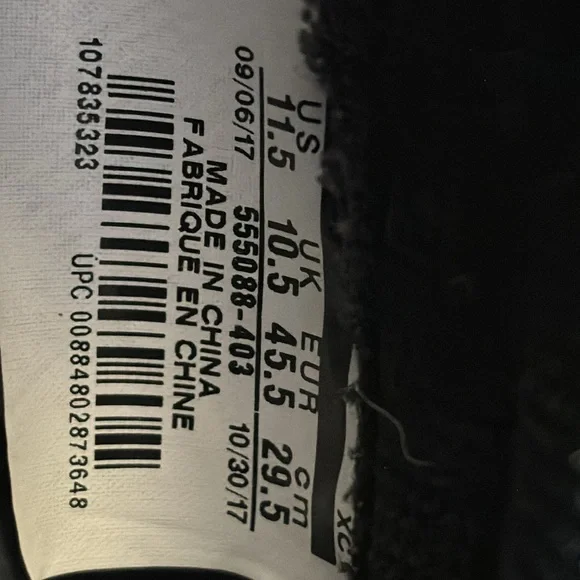 XC
US UK EUR cm
11.5 10.5 45.5 29.5
09/06/17 555088-403 10/30/17
MADE IN CHINA
FABRIQUE EN CHINE
107835323 UPC 00884802873648